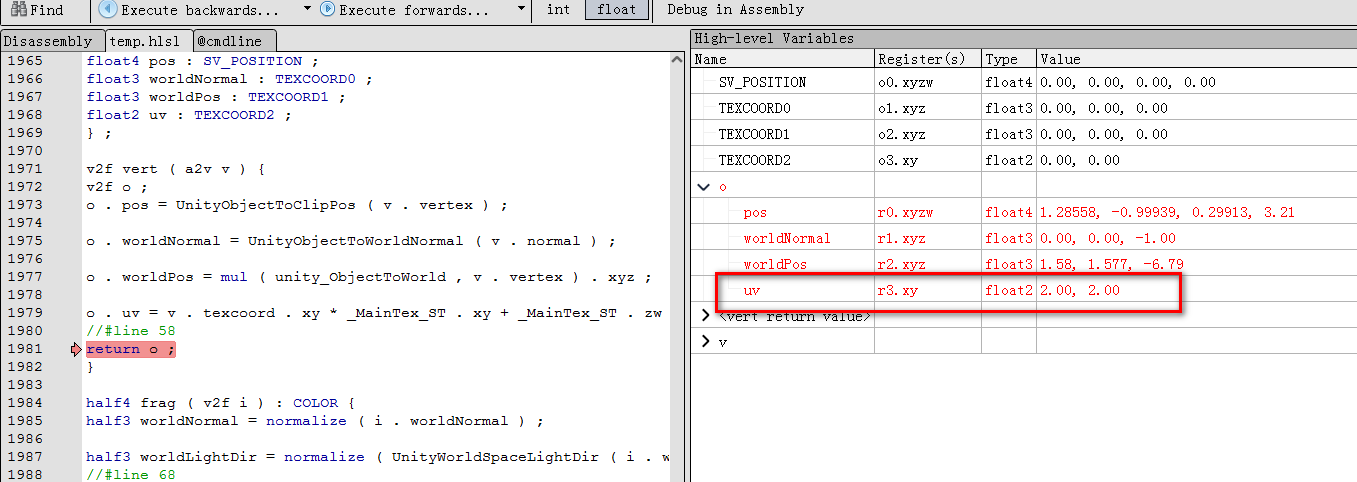 Find Execute backwards... Execute forwards... int float Debug in Assembly
Disassembly temp.hlsl @cmdline
1965 float4 pos : SV_POSITION ;
1966 float3 worldNormal : TEXCOORD0 ;
1967 float3 worldPos : TEXCOORD1 ;
1968 float2 uv : TEXCOORD2 ;
1969 } ;
1970
1971 v2f vert ( a2v v ) {
1972 v2f o ;
1973 o . pos = UnityObjectToClipPos ( v . vertex ) ;
1974
1975 o . worldNormal = UnityObjectToWorldNormal ( v . normal ) ;
1976
1977 o . worldPos = mul ( unity_ObjectToWorld , v . vertex ) . xyz ;
1978
1979 o . uv = v . texcoord . xy * _MainTex_ST . xy + _MainTex_ST . zw
1980 //#line 58
1981 return o ;
1982 }
1983
1984 half4 frag ( v2f i ) : COLOR {
1985 half3 worldNormal = normalize ( i . worldNormal ) ;
1986
1987 half3 worldLightDir = normalize ( UnityWorldSpaceLightDir ( i . w
1988 //#line 68
High-level Variables
Name Register(s) Type Value
SV_POSITION o0.xyzw float4 0.00, 0.00, 0.00, 0.00
TEXCOORD0 o1.xyz float3 0.00, 0.00, 0.00
TEXCOORD1 o2.xyz float3 0.00, 0.00, 0.00
TEXCOORD2 o3.xy float2 0.00, 0.00
o
pos r0.xyzw float4 1.28558, -0.99939, 0.29913, 3.21
worldNormal r1.xyz float3 0.00, 0.00, -1.00
worldPos r2.xyz float3 1.58, 1.577, -6.79
uv r3.xy float2 2.00, 2.00
<vert return value>
v